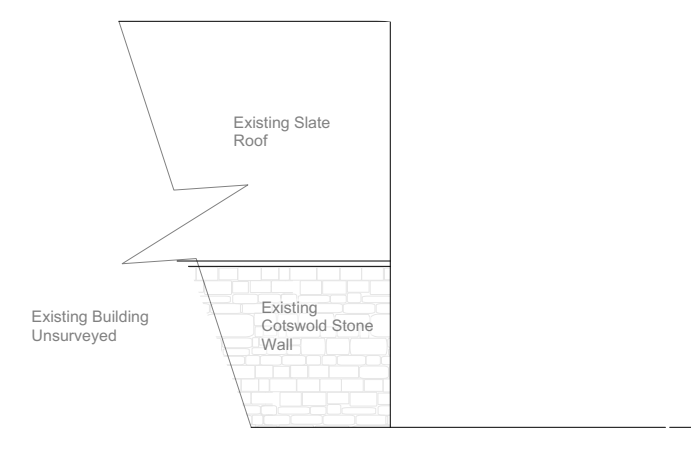 Existing Slate
Roof
Existing Building
Unsurveyed
Existing
Cotswold Stone
Wall